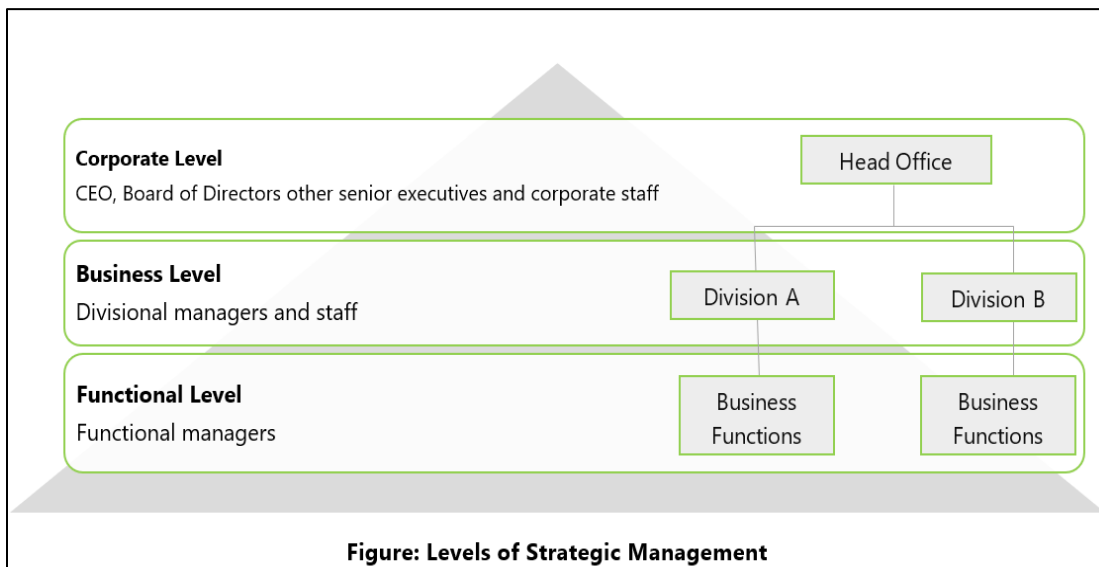 Corporate Level
Head Office
CEO, Board of Directors other senior executives and corporate staff
Business Level
Division A
Division B
Divisional managers and staff
Functional Level
Business
Functions
Business
Functions
Functional managers
Figure: Levels of Strategic Management